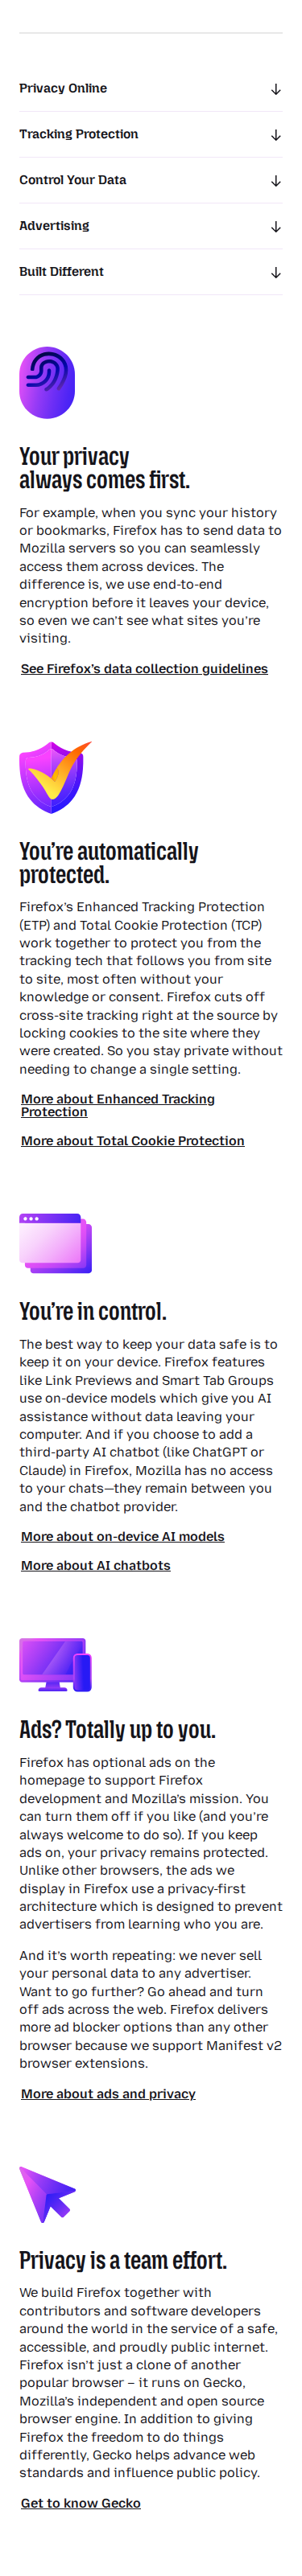 Privacy Online
Tracking Protection
Control Your Data
Advertising
Built Different
Your privacy
always comes first.
For example, when you sync your history
or bookmarks, Firefox has to send data to
Mozilla servers so you can seamlessly
access them across devices. The
difference is, we use end-to-end
encryption before it leaves your device,
so even we can't see what sites you're
visiting.
See Firefox's data collection guidelines
You're automatically
protected.
Firefox's Enhanced Tracking Protection
(ETP) and Total Cookie Protection (TCP)
work together to protect you from the
tracking tech that follows you from site
to site, most often without your
knowledge or consent. Firefox cuts off
cross-site tracking right at the source by
locking cookies to the site where they
were created. So you stay private without
needing to change a single setting.
More about Enhanced Tracking
Protection
More about Total Cookie Protection
You're in control.
The best way to keep your data safe is to
keep it on your device. Firefox features
like Link Previews and Smart Tab Groups
use on-device models which give you AI
assistance without data leaving your
computer. And if you choose to add a
third-party AI chatbot (like ChatGPT or
Claude) in Firefox, Mozilla has no access
to your chats—they remain between you
and the chatbot provider.
More about on-device AI models
More about AI chatbots
Ads? Totally up to you.
Firefox has optional ads on the
homepage to support Firefox
development and Mozilla's mission. You
can turn them off if you like (and you're
always welcome to do so). If you keep
ads on, your privacy remains protected.
Unlike other browsers, the ads we
display in Firefox use a privacy-first
architecture which is designed to prevent
advertisers from learning who you are.
And it's worth repeating: we never sell
your personal data to any advertiser.
Want to go further? Go ahead and turn
off ads across the web. Firefox delivers
more ad blocker options than any other
browser because we support Manifest v2
browser extensions.
More about ads and privacy
Privacy is a team effort.
We build Firefox together with
contributors and software developers
around the world in the service of a safe,
accessible, and proudly public internet.
Firefox isn't just a clone of another
popular browser – it runs on Gecko,
Mozilla's independent and open source
browser engine. In addition to giving
Firefox the freedom to do things
differently, Gecko helps advance web
standards and influence public policy.
Get to know Gecko